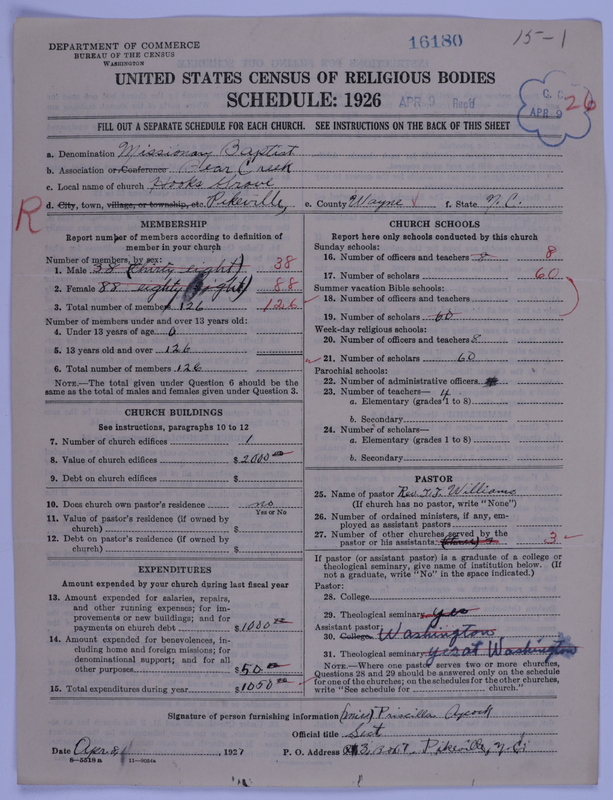 DEPARTMENT OF COMMERCE
BUREAU OF THE CENSUS
WASHINGTON
16180
15-1
UNITED STATES CENSUS OF RELIGIOUS BODIES
SCHEDULE: 1926
APR 9 Rec'd
APR 9
26
FILL OUT A SEPARATE SCHEDULE FOR EACH CHURCH. SEE INSTRUCTIONS ON THE BACK OF THIS SHEET
a. Denomination Missionary Baptist
b. Association or Conference Bear Creek
c. Local name of church Hooks Grove
d. City, town, village, or township, etc. Pikeville, e. County Wayne f. State N.C.
R
MEMBERSHIP
Report number of members according to definition of member in your church
Number of members, by sex:
1. Male 38 (thirty eight) 38
2. Female 88 eighty eight) 88
3. Total number of members 126 126
Number of members under and over 13 years old:
4. Under 13 years of age 0
5. 13 years old and over 126
6. Total number of members 126
NOTE.—The total given under Question 6 should be the
same as the total of males and females given under Question 3.
CHURCH BUILDINGS
See instructions, paragraphs 10 to 12
7. Number of church edifices 1
8. Value of church edifices $ 2000 00
9. Debt on church edifices $
10. Does church own pastor's residence no
Yes or No
11. Value of pastor's residence (if owned by
church) $
12. Debt on pastor's residence (if owned by
church) $
EXPENDITURES
Amount expended by your church during last fiscal year
13. Amount expended for salaries, repairs,
and other running expenses; for im-
provements or new buildings; and for
payments on church debt $ 1000 00
14. Amount expended for benevolences, in-
cluding home and foreign missions; for
denominational support; and for all
other purposes $ 50 00
15. Total expenditures during year $ 1050 00
CHURCH SCHOOLS
Report here only schools conducted by this church
Sunday schools:
16. Number of officers and teachers 8 8
17. Number of scholars 60
Summer vacation Bible schools:
18. Number of officers and teachers
19. Number of scholars 60
Week-day religious schools:
20. Number of officers and teachers 8
21. Number of scholars 60
Parochial schools:
22. Number of administrative officers
23. Number of teachers— 4
a. Elementary (grades 1 to 8)
b. Secondary
24. Number of scholars—
a. Elementary (grades 1 to 8)
b. Secondary
PASTOR
25. Name of pastor Rev. Williams
(If church has no pastor, write "None")
26. Number of ordained ministers, if any, em-
ployed as assistant pastors
27. Number of other churches served by the
pastor or his assistants 3
If pastor (or assistant pastor) is a graduate of a college or
theological seminary, give name of institution below. (If
not a graduate, write "No" in the space indicated.)
Pastor:
28. College
29. Theological seminary yes
Assistant pastor:
30. College Washington
31. Theological seminary Washington
NOTE.—Where one pastor serves two or more churches,
Questions 28 and 29 should be answered only on the schedule
for one of the churches; on the schedules for the other churches,
write "See schedule for church."
Signature of person furnishing information (Miss) Priscilla Aycock
Official title Sect
Date Apr 8 1927 P. O. Address Pikeville, N.C.
8—5518 a 11—9084a